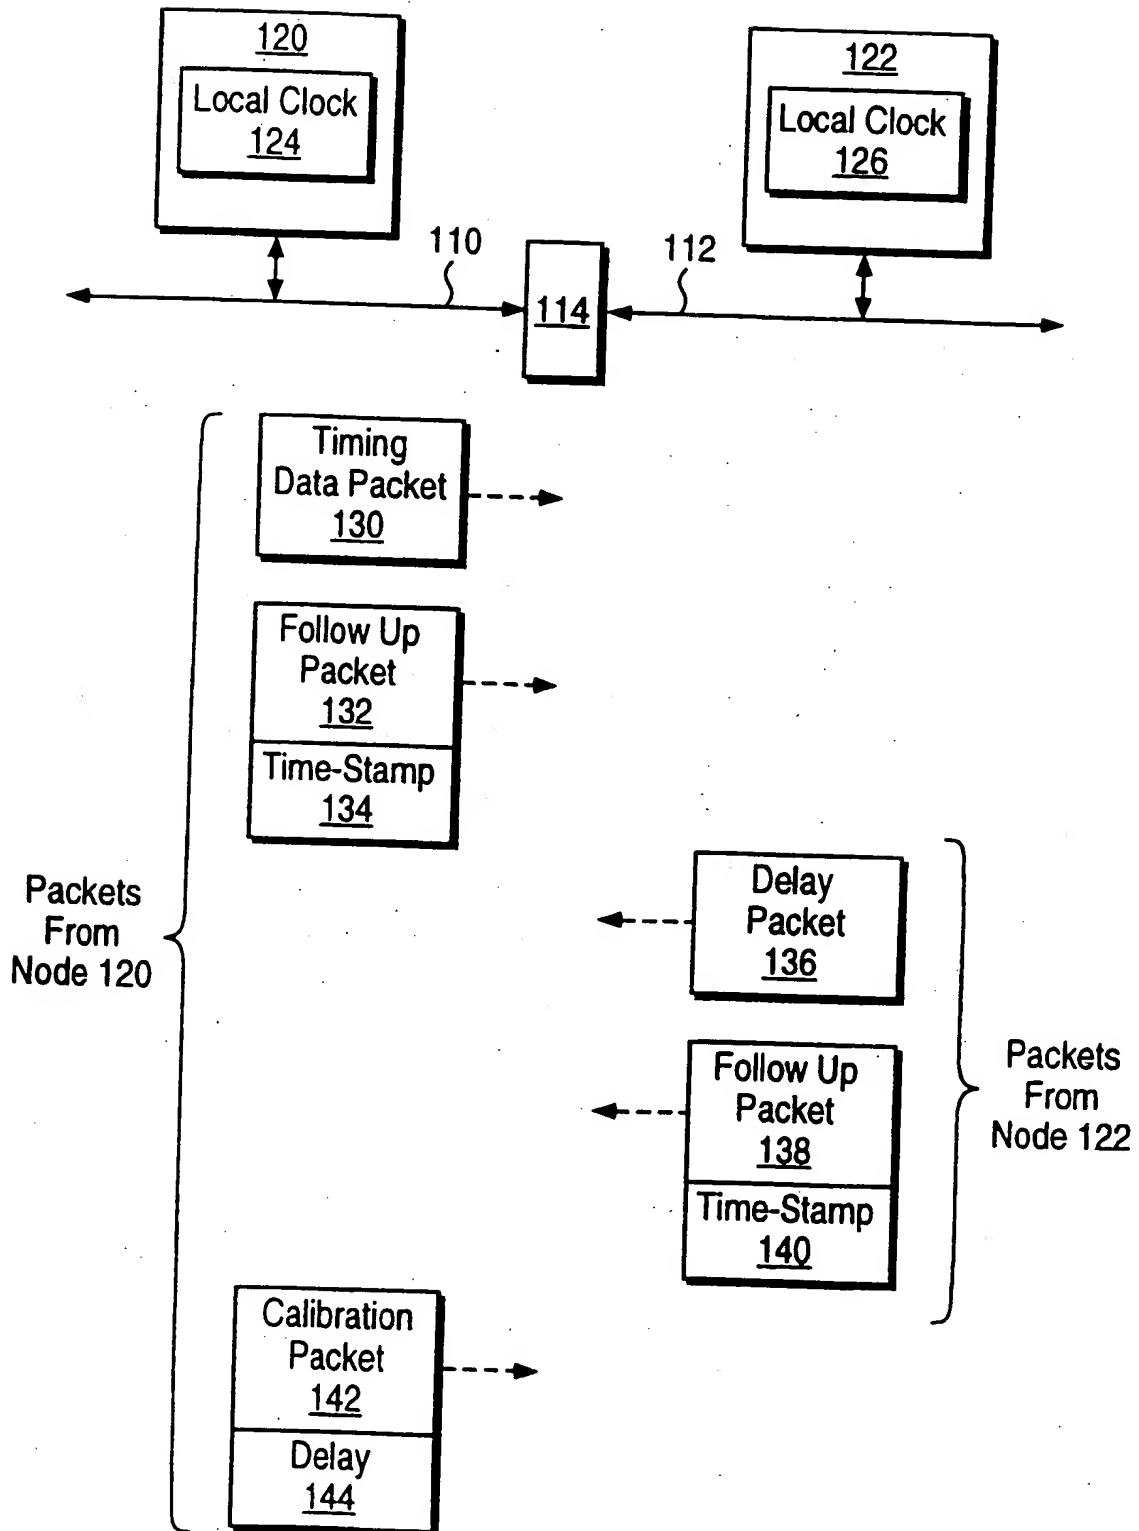 120
Local Clock
124
122
Local Clock
126
110
114
112
Timing
Data Packet
130
Follow Up
Packet
132
Time-Stamp
134
Packets
From
Node 120
Delay
Packet
136
Follow Up
Packet
138
Time-Stamp
140
Packets
From
Node 122
Calibration
Packet
142
Delay
144